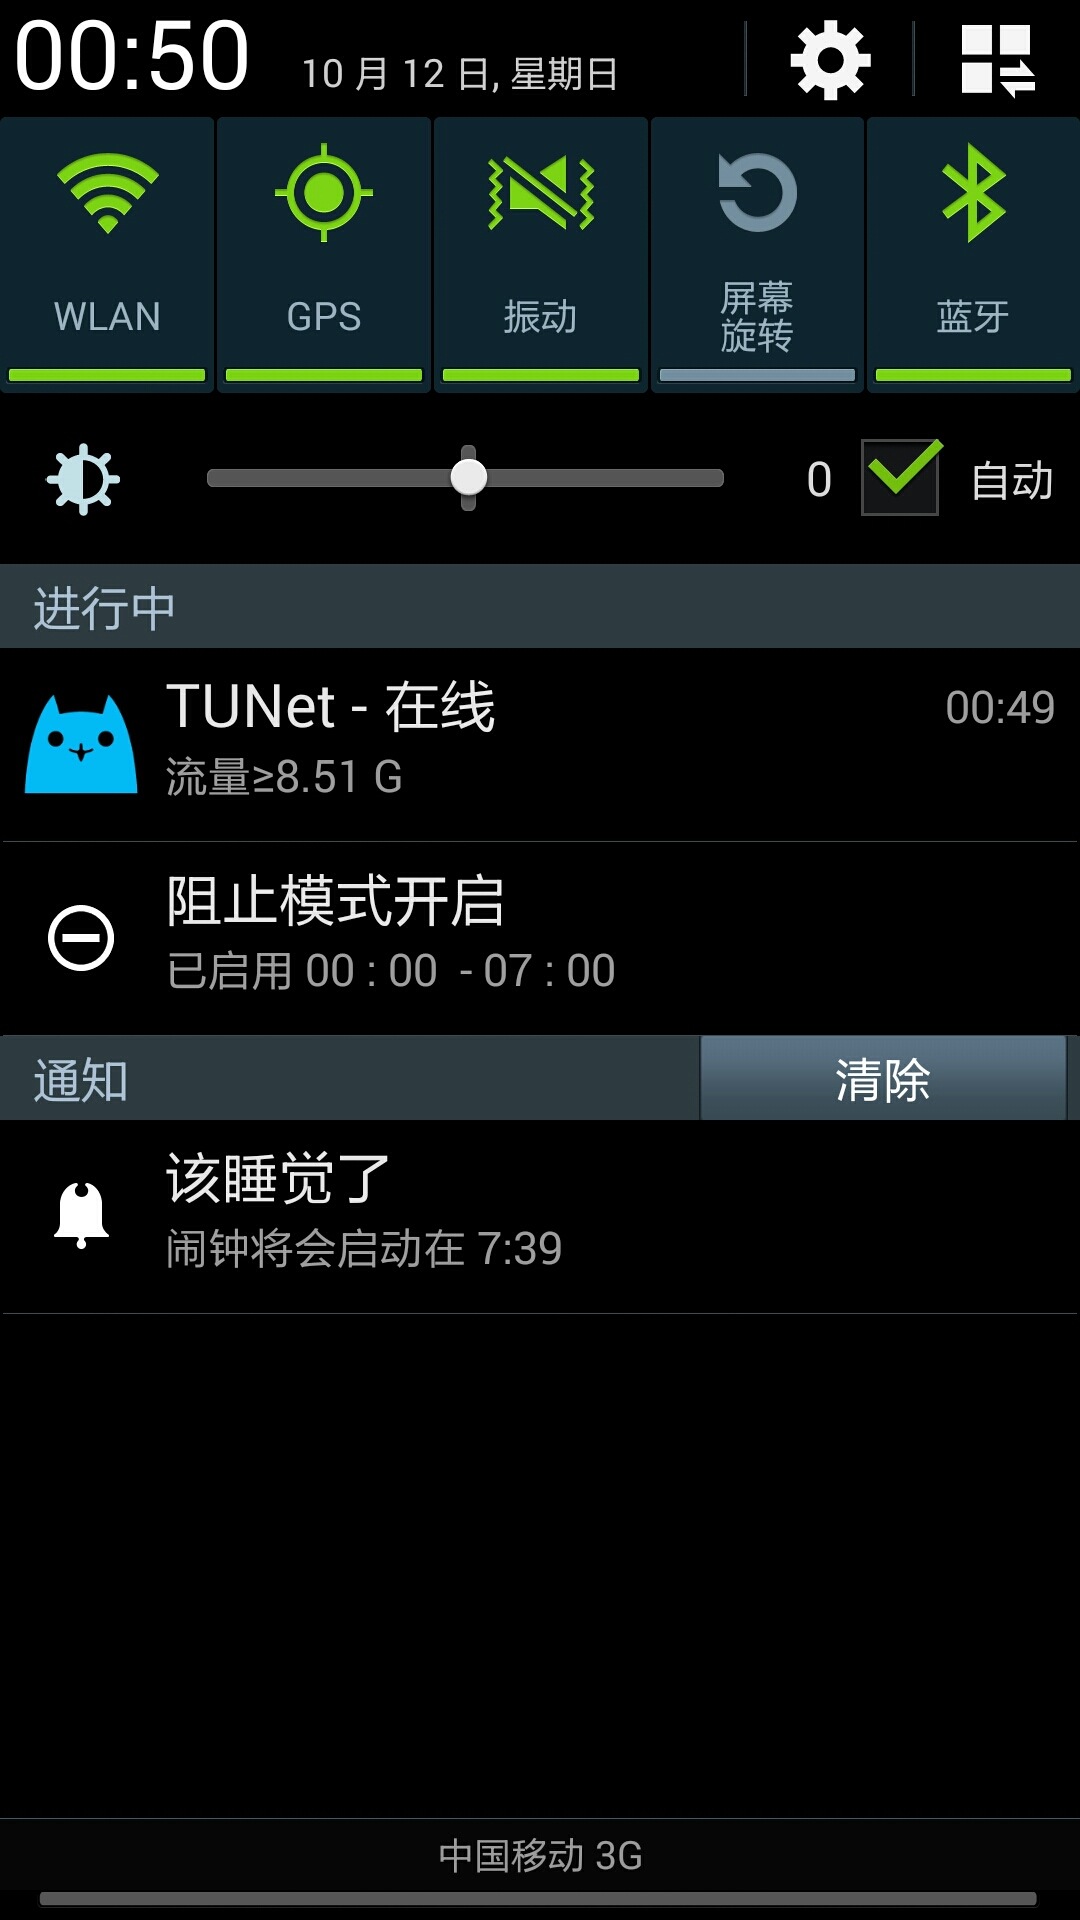 00:50
10 月 12 日, 星期日
WLAN
GPS
振动
屏幕
旋转
蓝牙
0
自动
进行中
TUNet - 在线
00:49
流量≥8.51 G
阻止模式开启
已启用 00 : 00 - 07 : 00
通知
清除
该睡觉了
闹钟将会启动在 7:39
中国移动 3G